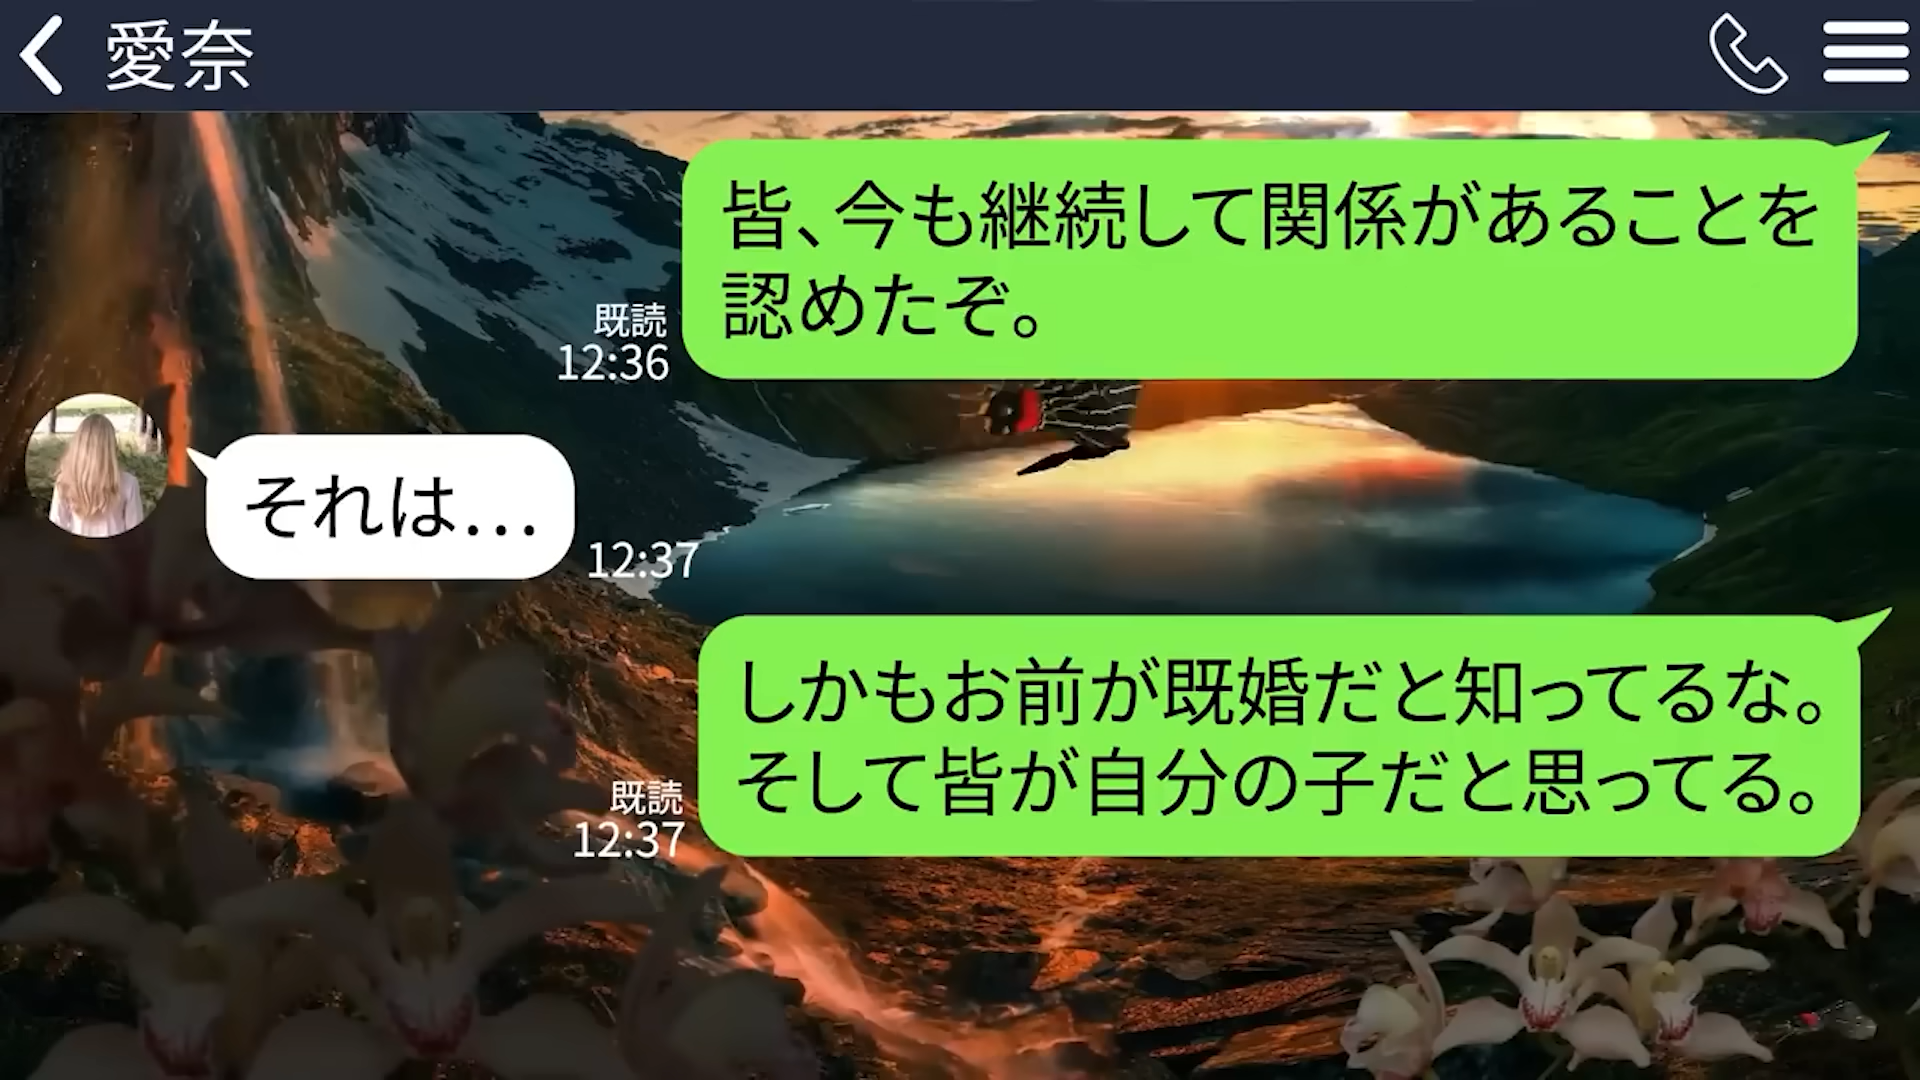 愛奈
皆、今も継続して関係があることを
認めたぞ。
既読
12:36
それは…
12:37
しかもお前が既婚だと知ってるな。
そして皆が自分の子だと思ってる。
既読
12:37